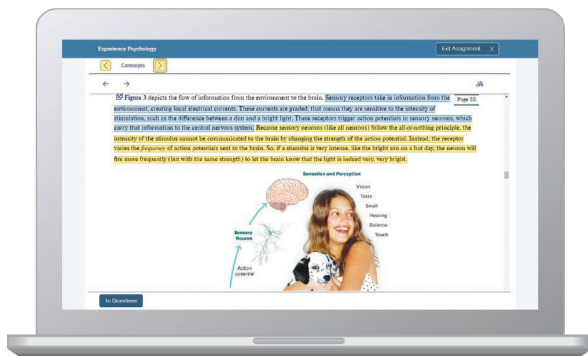 Experience Psychology
Exit Assignment X
< Concepts >
← →
AA
Figure 3 depicts the flow of information from the environment to the brain. Sensory receptors take in information from the
Page 88
environment, creating local electrical currents. These currents are graded; that means they are sensitive to the intensity of
stimulation, such as the difference between a dim and a bright light. These receptors trigger action potentials in sensory neurons, which
carry that information to the central nervous system. Because sensory neurons (like all neurons) follow the all-or-nothing principle, the
intensity of the stimulus cannot be communicated to the brain by changing the strength of the action potential. Instead, the receptor
varies the frequency of action potentials sent to the brain. So, if a stimulus is very intense, like the bright sun on a hot day, the neuron will
fire more frequently (but with the same strength) to let the brain know that the light is indeed very, very bright.
Sensation and Perception
Vision
Taste
Smell
Hearing
Balance
Touch
Sensory
Neuron
Action
potential
To Questions